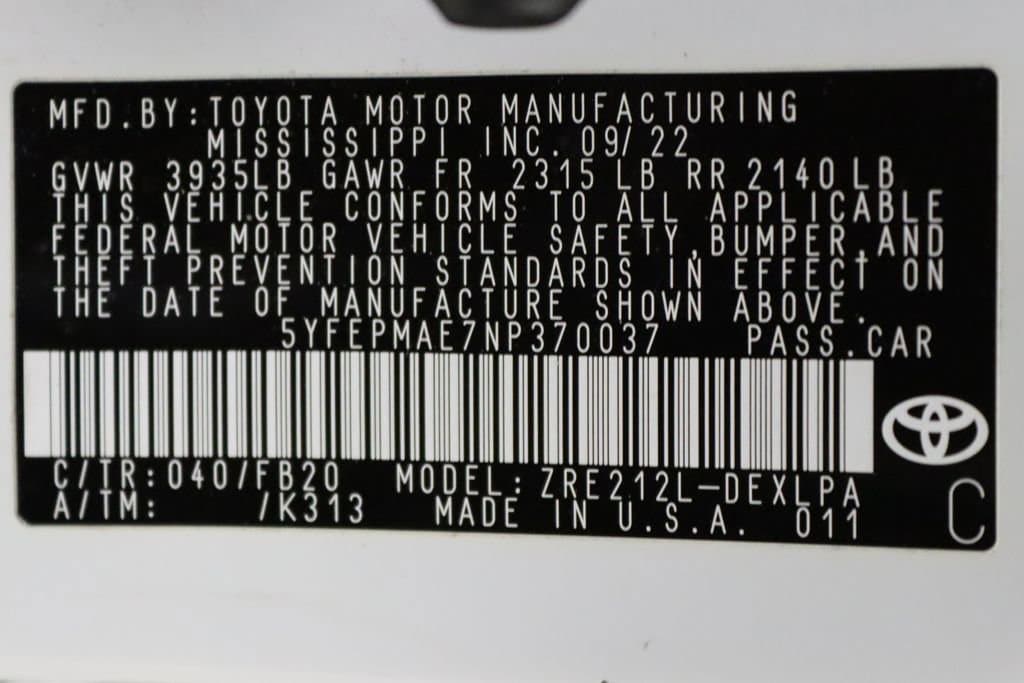 MFD.BY:TOYOTA MOTOR MANUFACTURING
MISSISSIPPI INC. 09/22
GVWR 3935LB GAWR FR 2315 LB RR 2140 LB
THIS VEHICLE CONFORMS TO ALL APPLICABLE
FEDERAL MOTOR VEHICLE SAFETY,BUMPER,AND
THEFT PREVENTION STANDARDS IN EFFECT ON
THE DATE OF MANUFACTURE SHOWN ABOVE.
5YFEPMAE7NP370037 PASS.CAR
C/TR:040/FB20 MODEL:ZRE212L-DEXLPA
A/TM: /K313 MADE IN U.S.A. 011
C